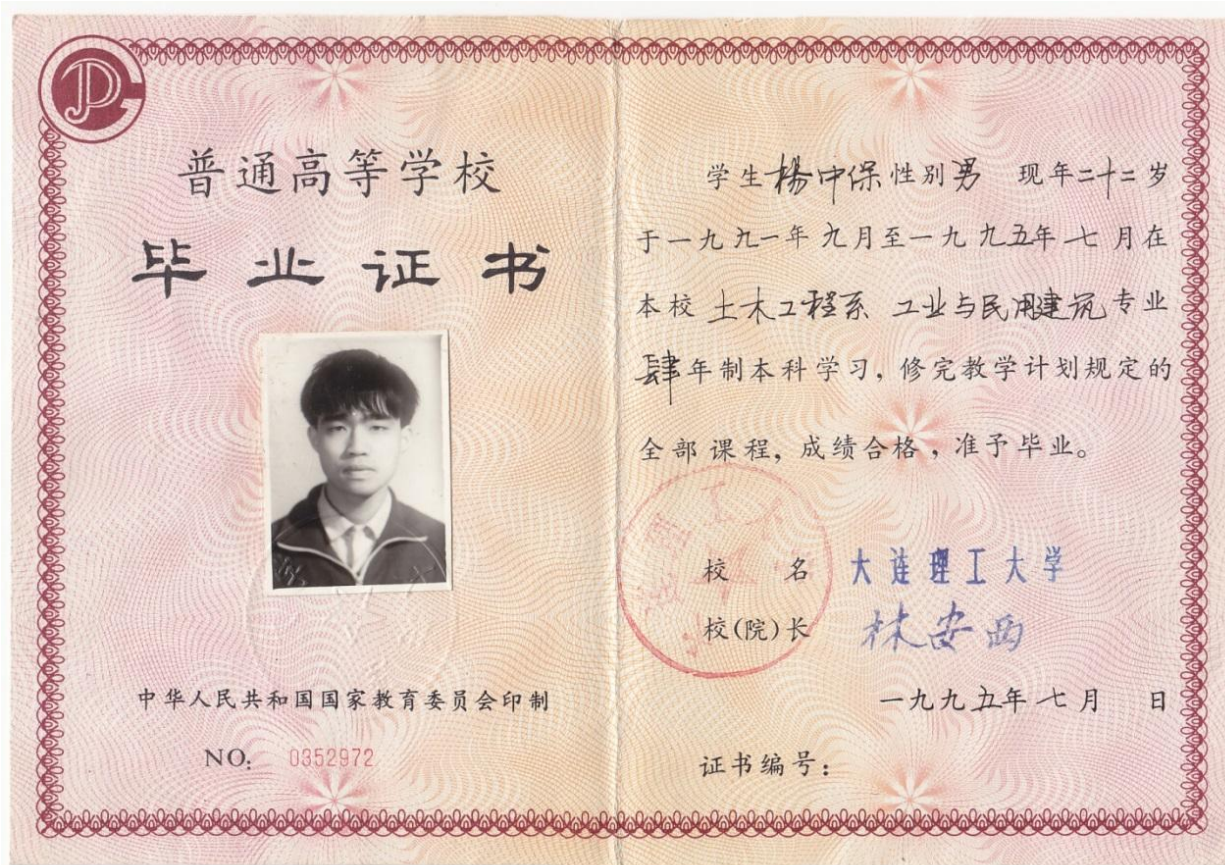 普通高等学校
毕业证书
中华人民共和国国家教育委员会印制
NO: 0352972
学生楊中保性别男 现年二十二岁
于一九九一年九月至一九九五年七月在
本校 土木工程系 工业与民用建筑专业
肆年制本科学习,修完教学计划规定的
全部课程,成绩合格,准予毕业。
校 名 大连理工大学
校(院)长 林安西
一九九五年七月 日
证书编号: